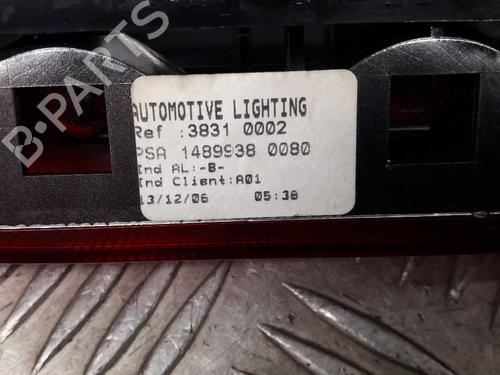 B-PARTS
AUTOMOTIVE LIGHTING
Ref :3831 0002
PSA 1489938 0080
Ind AL:-B-
Ind Client:A01
13/12/06 05:38